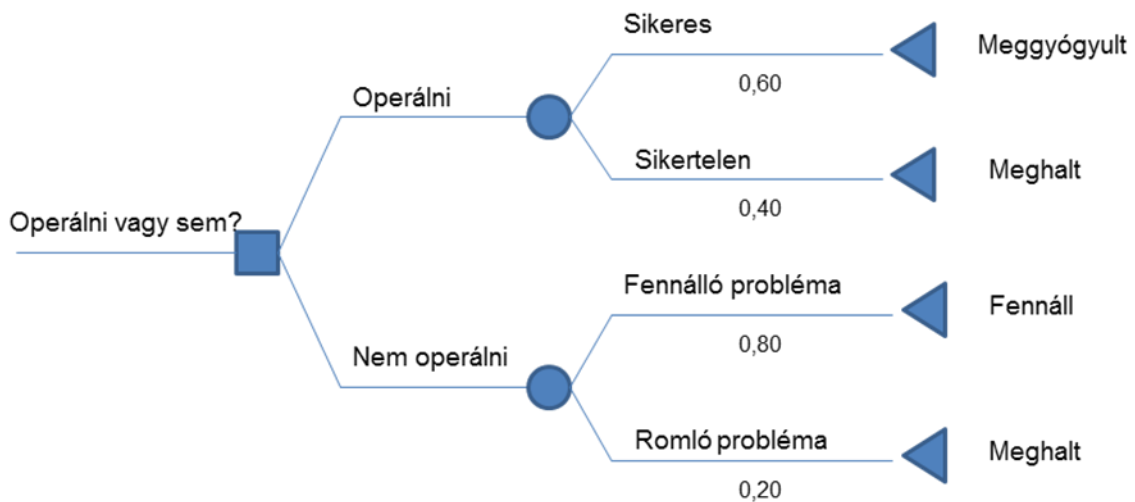 Sikeres
Meggyógyult
0,60
Operálni
Sikertelen
Meghalt
0,40
Operálni vagy sem?
Fennálló probléma
Fennáll
0,80
Nem operálni
Romló probléma
Meghalt
0,20